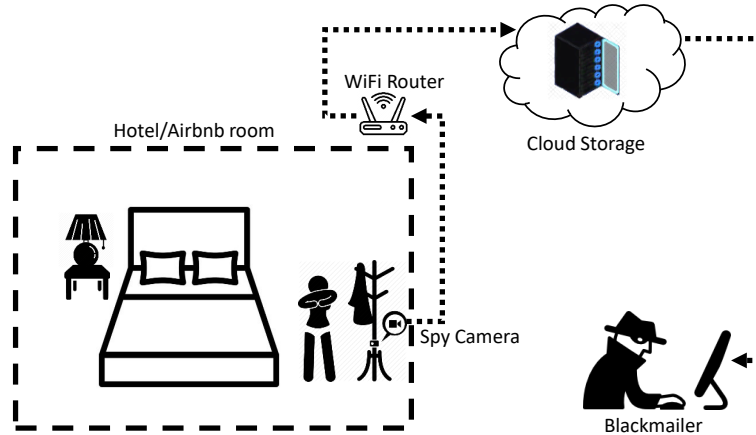 WiFi Router
Hotel/Airbnb room
Cloud Storage
Spy Camera
Blackmailer